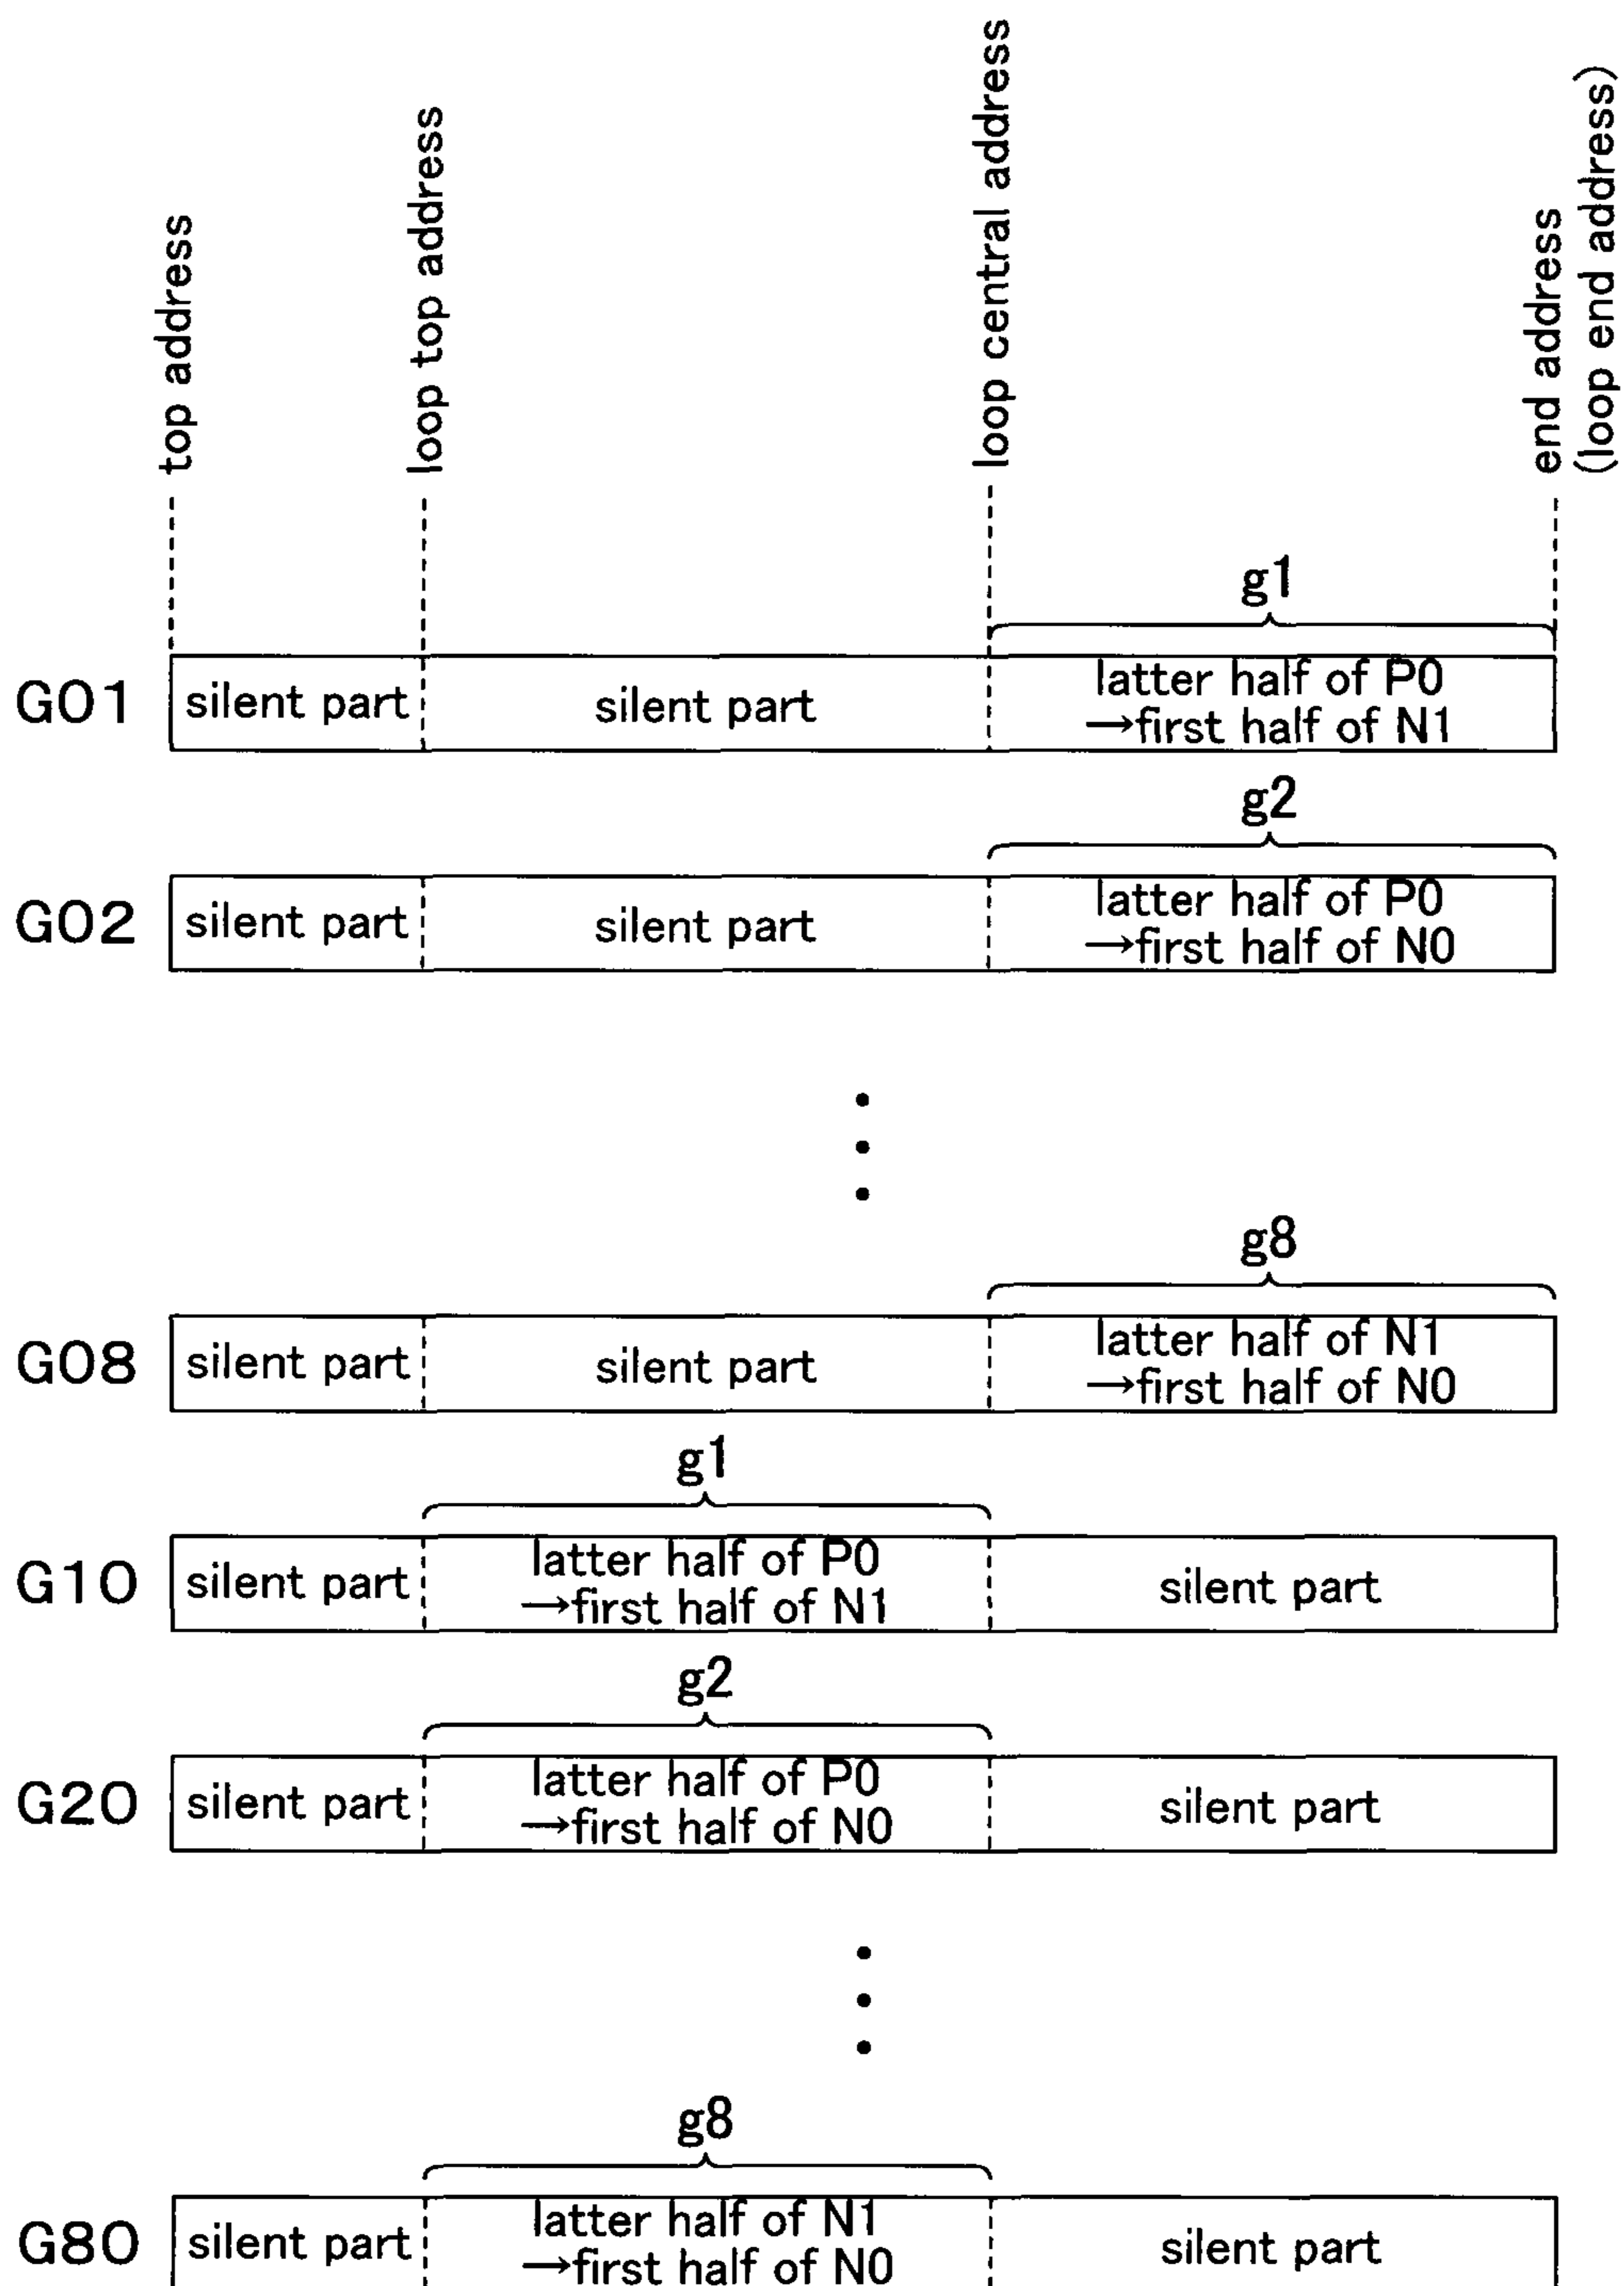 top address
loop top address
loop central address
end address
(loop end address)
g1
G01 silent part silent part latter half of P0
→first half of N1
g2
G02 silent part silent part latter half of P0
→first half of N0
g8
G08 silent part silent part latter half of N1
→first half of N0
g1
G10 silent part latter half of P0
→first half of N1 silent part
g2
G20 silent part latter half of P0
→first half of N0 silent part
g8
G80 silent part latter half of N1
→first half of N0 silent part